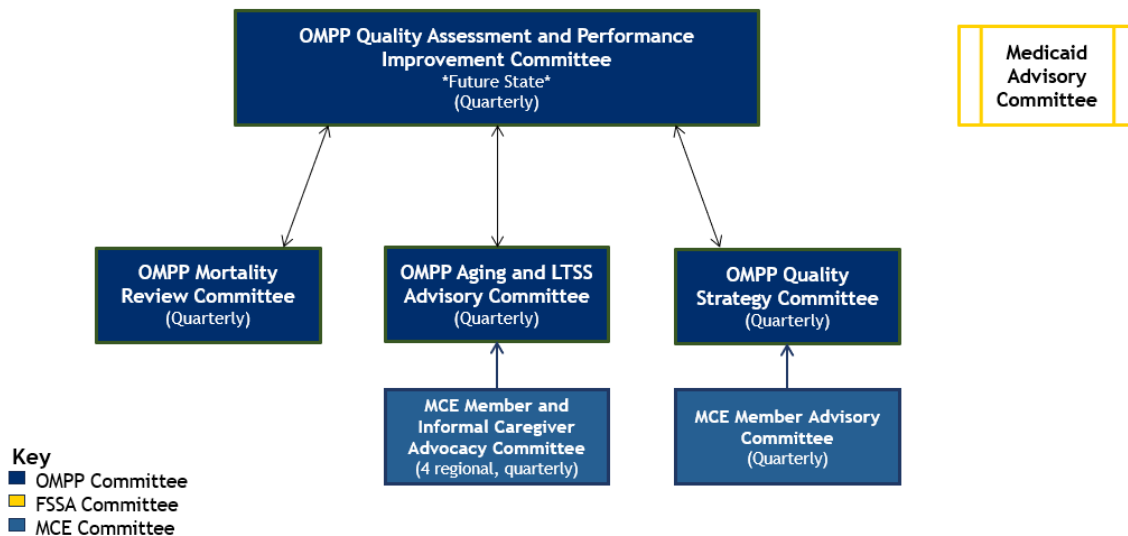 OMPP Quality Assessment and Performance
Improvement Committee
*Future State*
(Quarterly)
Medicaid
Advisory
Committee
OMPP Mortality
Review Committee
(Quarterly)
OMPP Aging and LTSS
Advisory Committee
(Quarterly)
OMPP Quality
Strategy Committee
(Quarterly)
MCE Member and
Informal Caregiver
Advocacy Committee
(4 regional, quarterly)
MCE Member Advisory
Committee
(Quarterly)
Key
OMPP Committee
FSSA Committee
MCE Committee